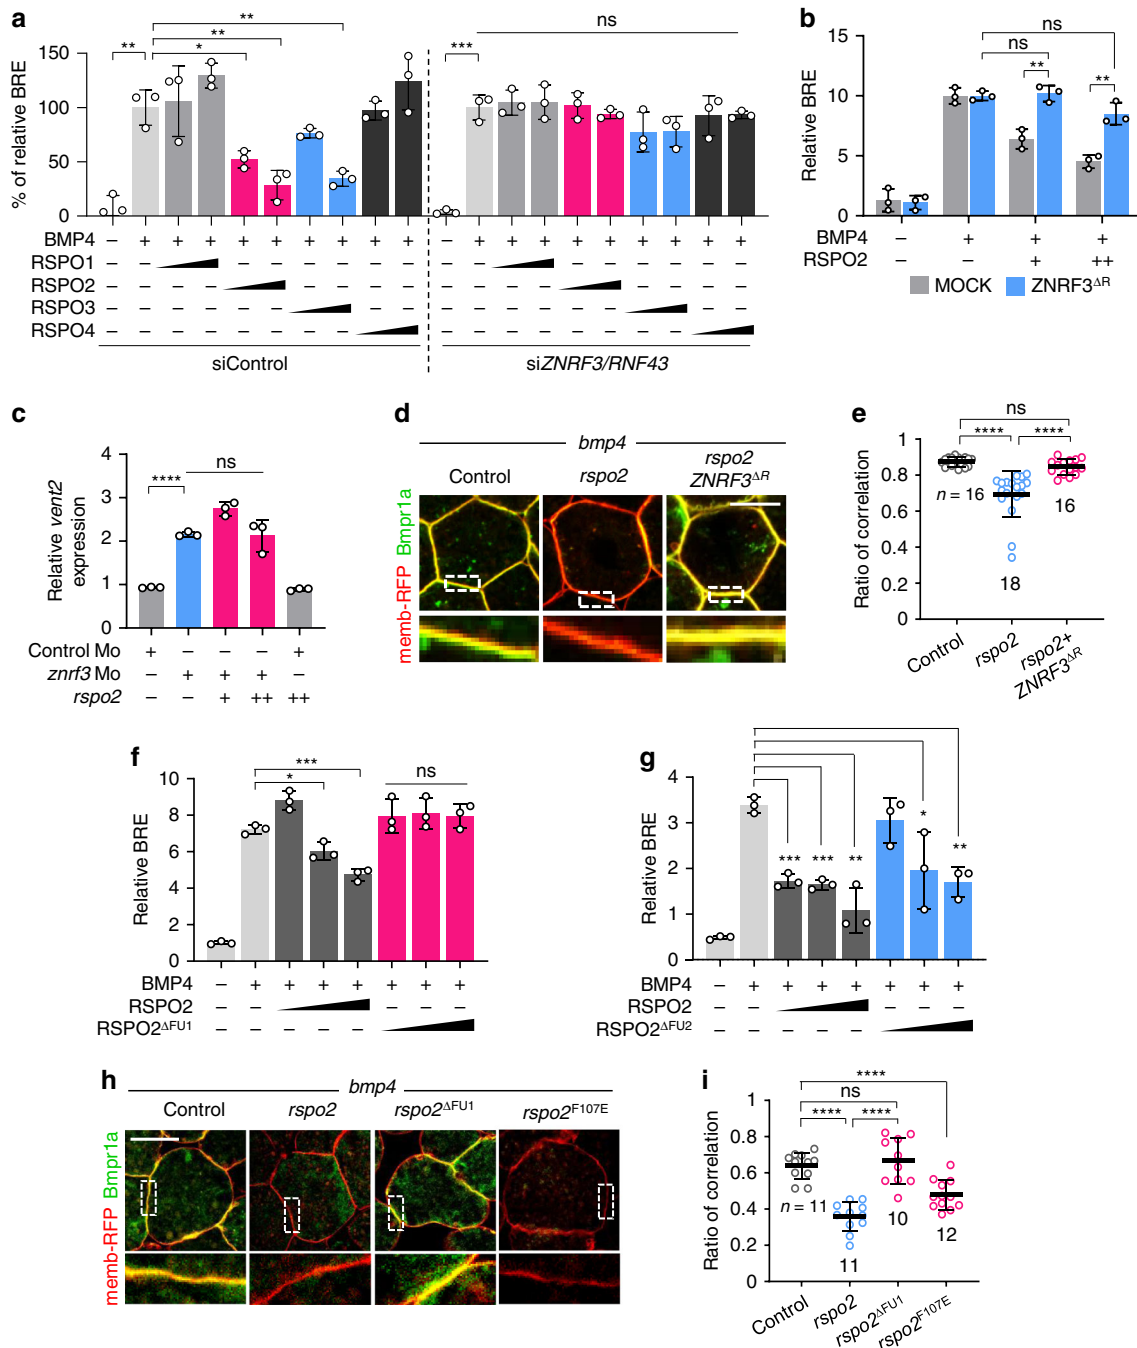 a
** ** * ** *** ns
% of relative BRE
150
100
50
0
BMP4 – + + + + + + + + + – + + + + + + + + +
RSPO1 – – – – – – – – – – – – – – – –
RSPO2 – – – – – – – – – – – – – – – –
RSPO3 – – – – – – – – – – – – – – – –
RSPO4 – – – – – – – – – – – – – – – –
siControl siZNRF3/RNF43
b
ns
ns
** **
Relative BRE
15
10
5
0
BMP4 – + + +
RSPO2 – – + ++
MOCK ZNRF3ΔR
c
**** ns
Relative vent2 expression
4
3
2
1
0
Control Mo + – – – +
znrf3 Mo – + + + –
rspo2 – – + ++ ++
d
bmp4
Control rspo2 rspo2 ZNRF3ΔR
memb-RFP Bmpr1a
e
ns
**** ****
Ratio of correlation
1
0.8
0.6
0.4
0.2
0
n = 16
18
16
Control rspo2 rspo2+ ZNRF3ΔR
f
*** * ns
Relative BRE
10
8
6
4
2
0
BMP4 – + + + + + + +
RSPO2 – – – – –
RSPO2ΔFU1 – – – – –
g
*** *** ** * **
Relative BRE
4
3
2
1
0
BMP4 – + + + + + + +
RSPO2 – – – – –
RSPO2ΔFU2 – – – – –
h
bmp4
Control rspo2 rspo2ΔFU1 rspo2F107E
memb-RFP Bmpr1a
i
****
ns
**** ****
Ratio of correlation
1
0.8
0.6
0.4
0.2
0
n = 11
11
10
12
Control rspo2 rspo2ΔFU1 rspo2F107E